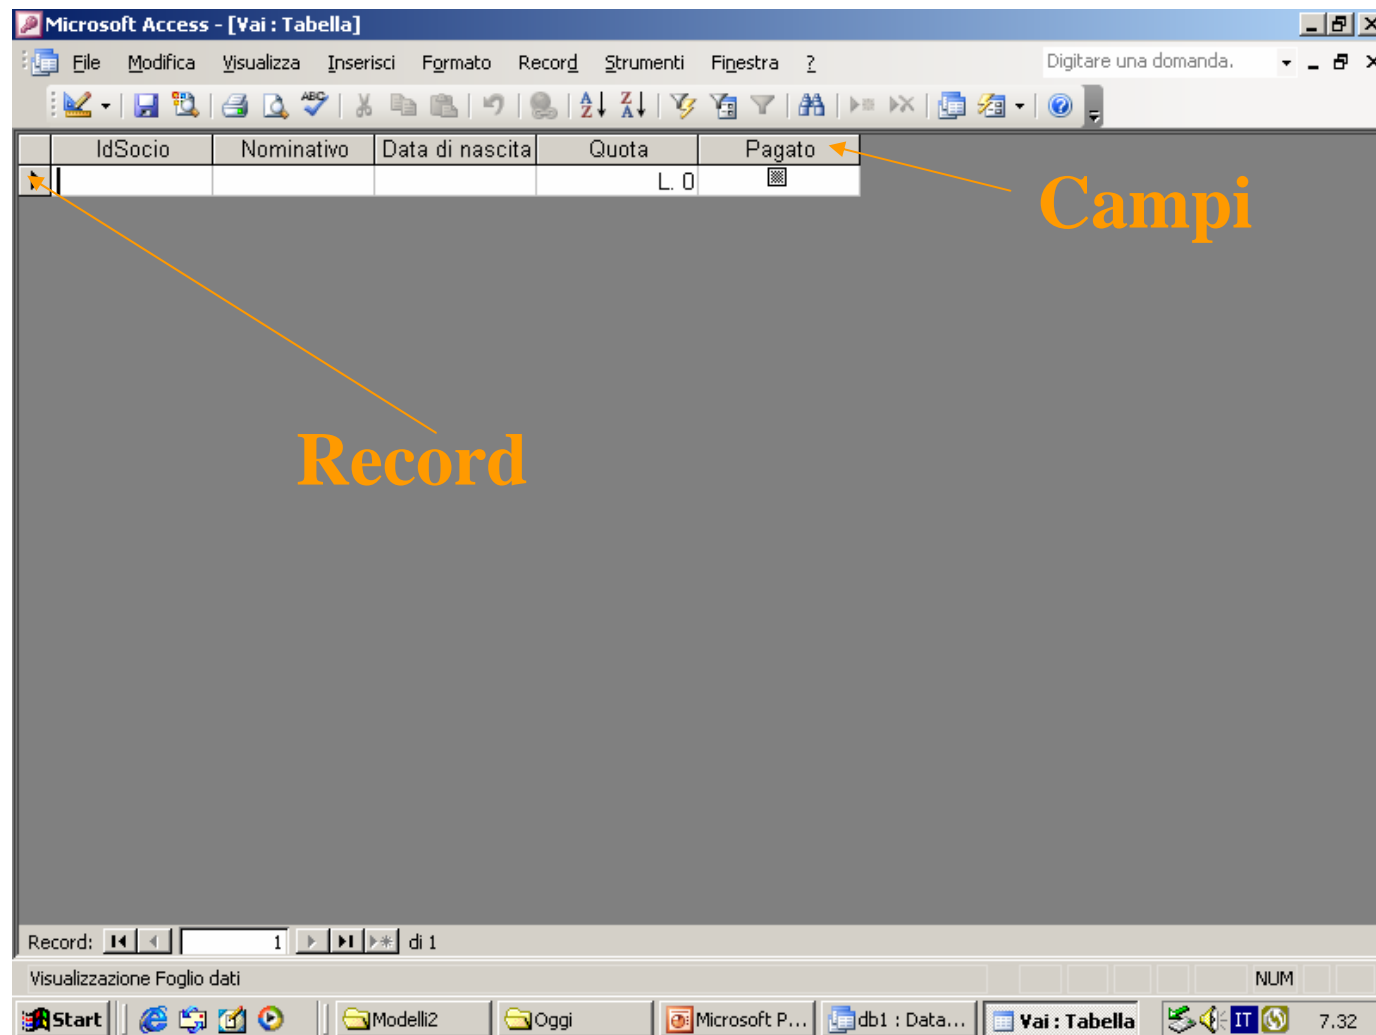 Microsoft Access - [Vai : Tabella]
File Modifica Visualizza Inserisci Formato Record Strumenti Finestra ? Digitare una domanda.
IdSocio Nominativo Data di nascita Quota Pagato
L. 0
Campi
Record
Record: 1 di 1
Visualizzazione Foglio dati NUM
Start Modelli2 Oggi Microsoft P... db1 : Data... Vai : Tabella IT 7.32